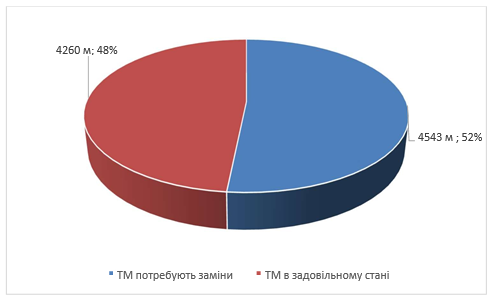 4260 м; 48%
4543 м ; 52%
ТМ потребують заміни
ТМ в задовільному стані